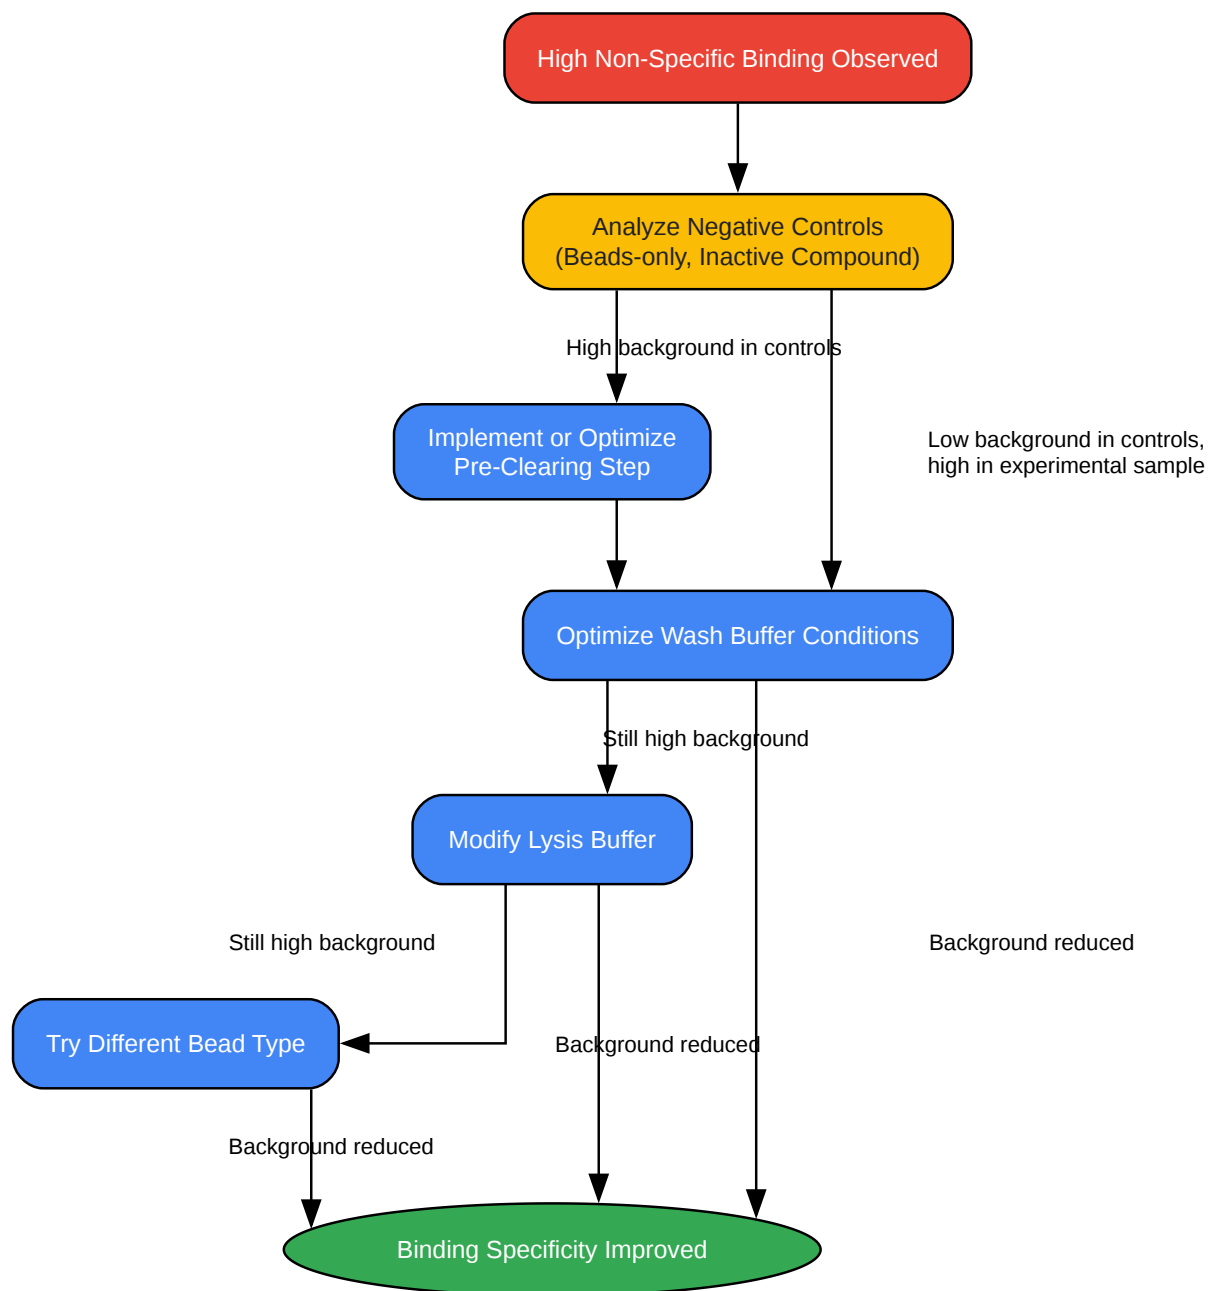 High Non-Specific Binding Observed
Analyze Negative Controls
(Beads-only, Inactive Compound)
High background in controls
Implement or Optimize
Pre-Clearing Step
Low background in controls,
high in experimental sample
Optimize Wash Buffer Conditions
Still high background
Modify Lysis Buffer
Still high background
Background reduced
Try Different Bead Type
Background reduced
Background reduced
Binding Specificity Improved